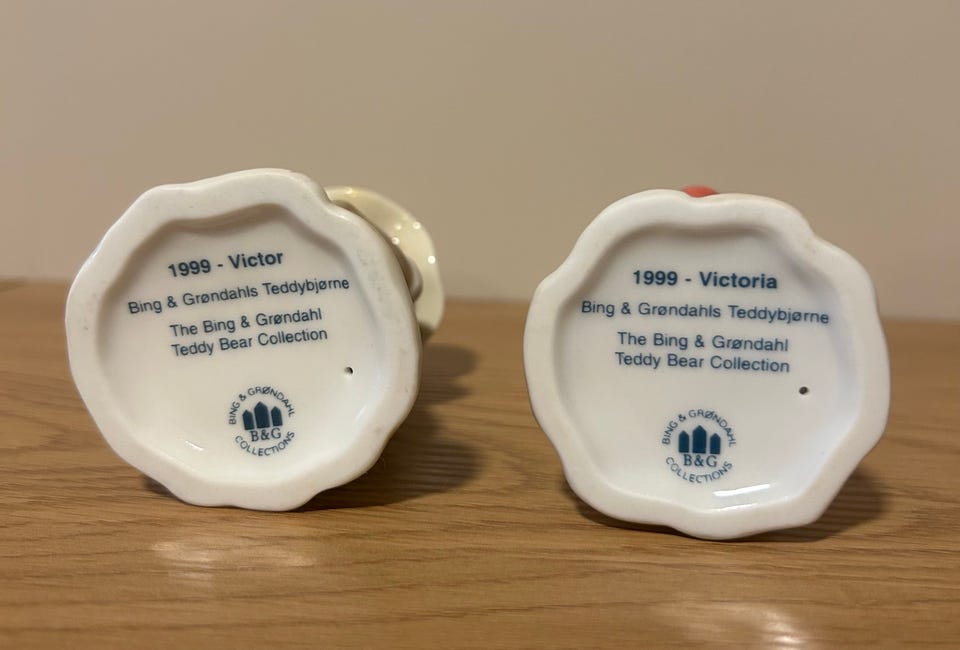 1999 - Victor
Bing & Grøndahls Teddybjørne
The Bing & Grøndahl
Teddy Bear Collection
BING & GRØNDAHL
B&G
COLLECTIONS
1999 - Victoria
Bing & Grøndahls Teddybjørne
The Bing & Grøndahl
Teddy Bear Collection
BING & GRØNDAHL
B&G
COLLECTIONS